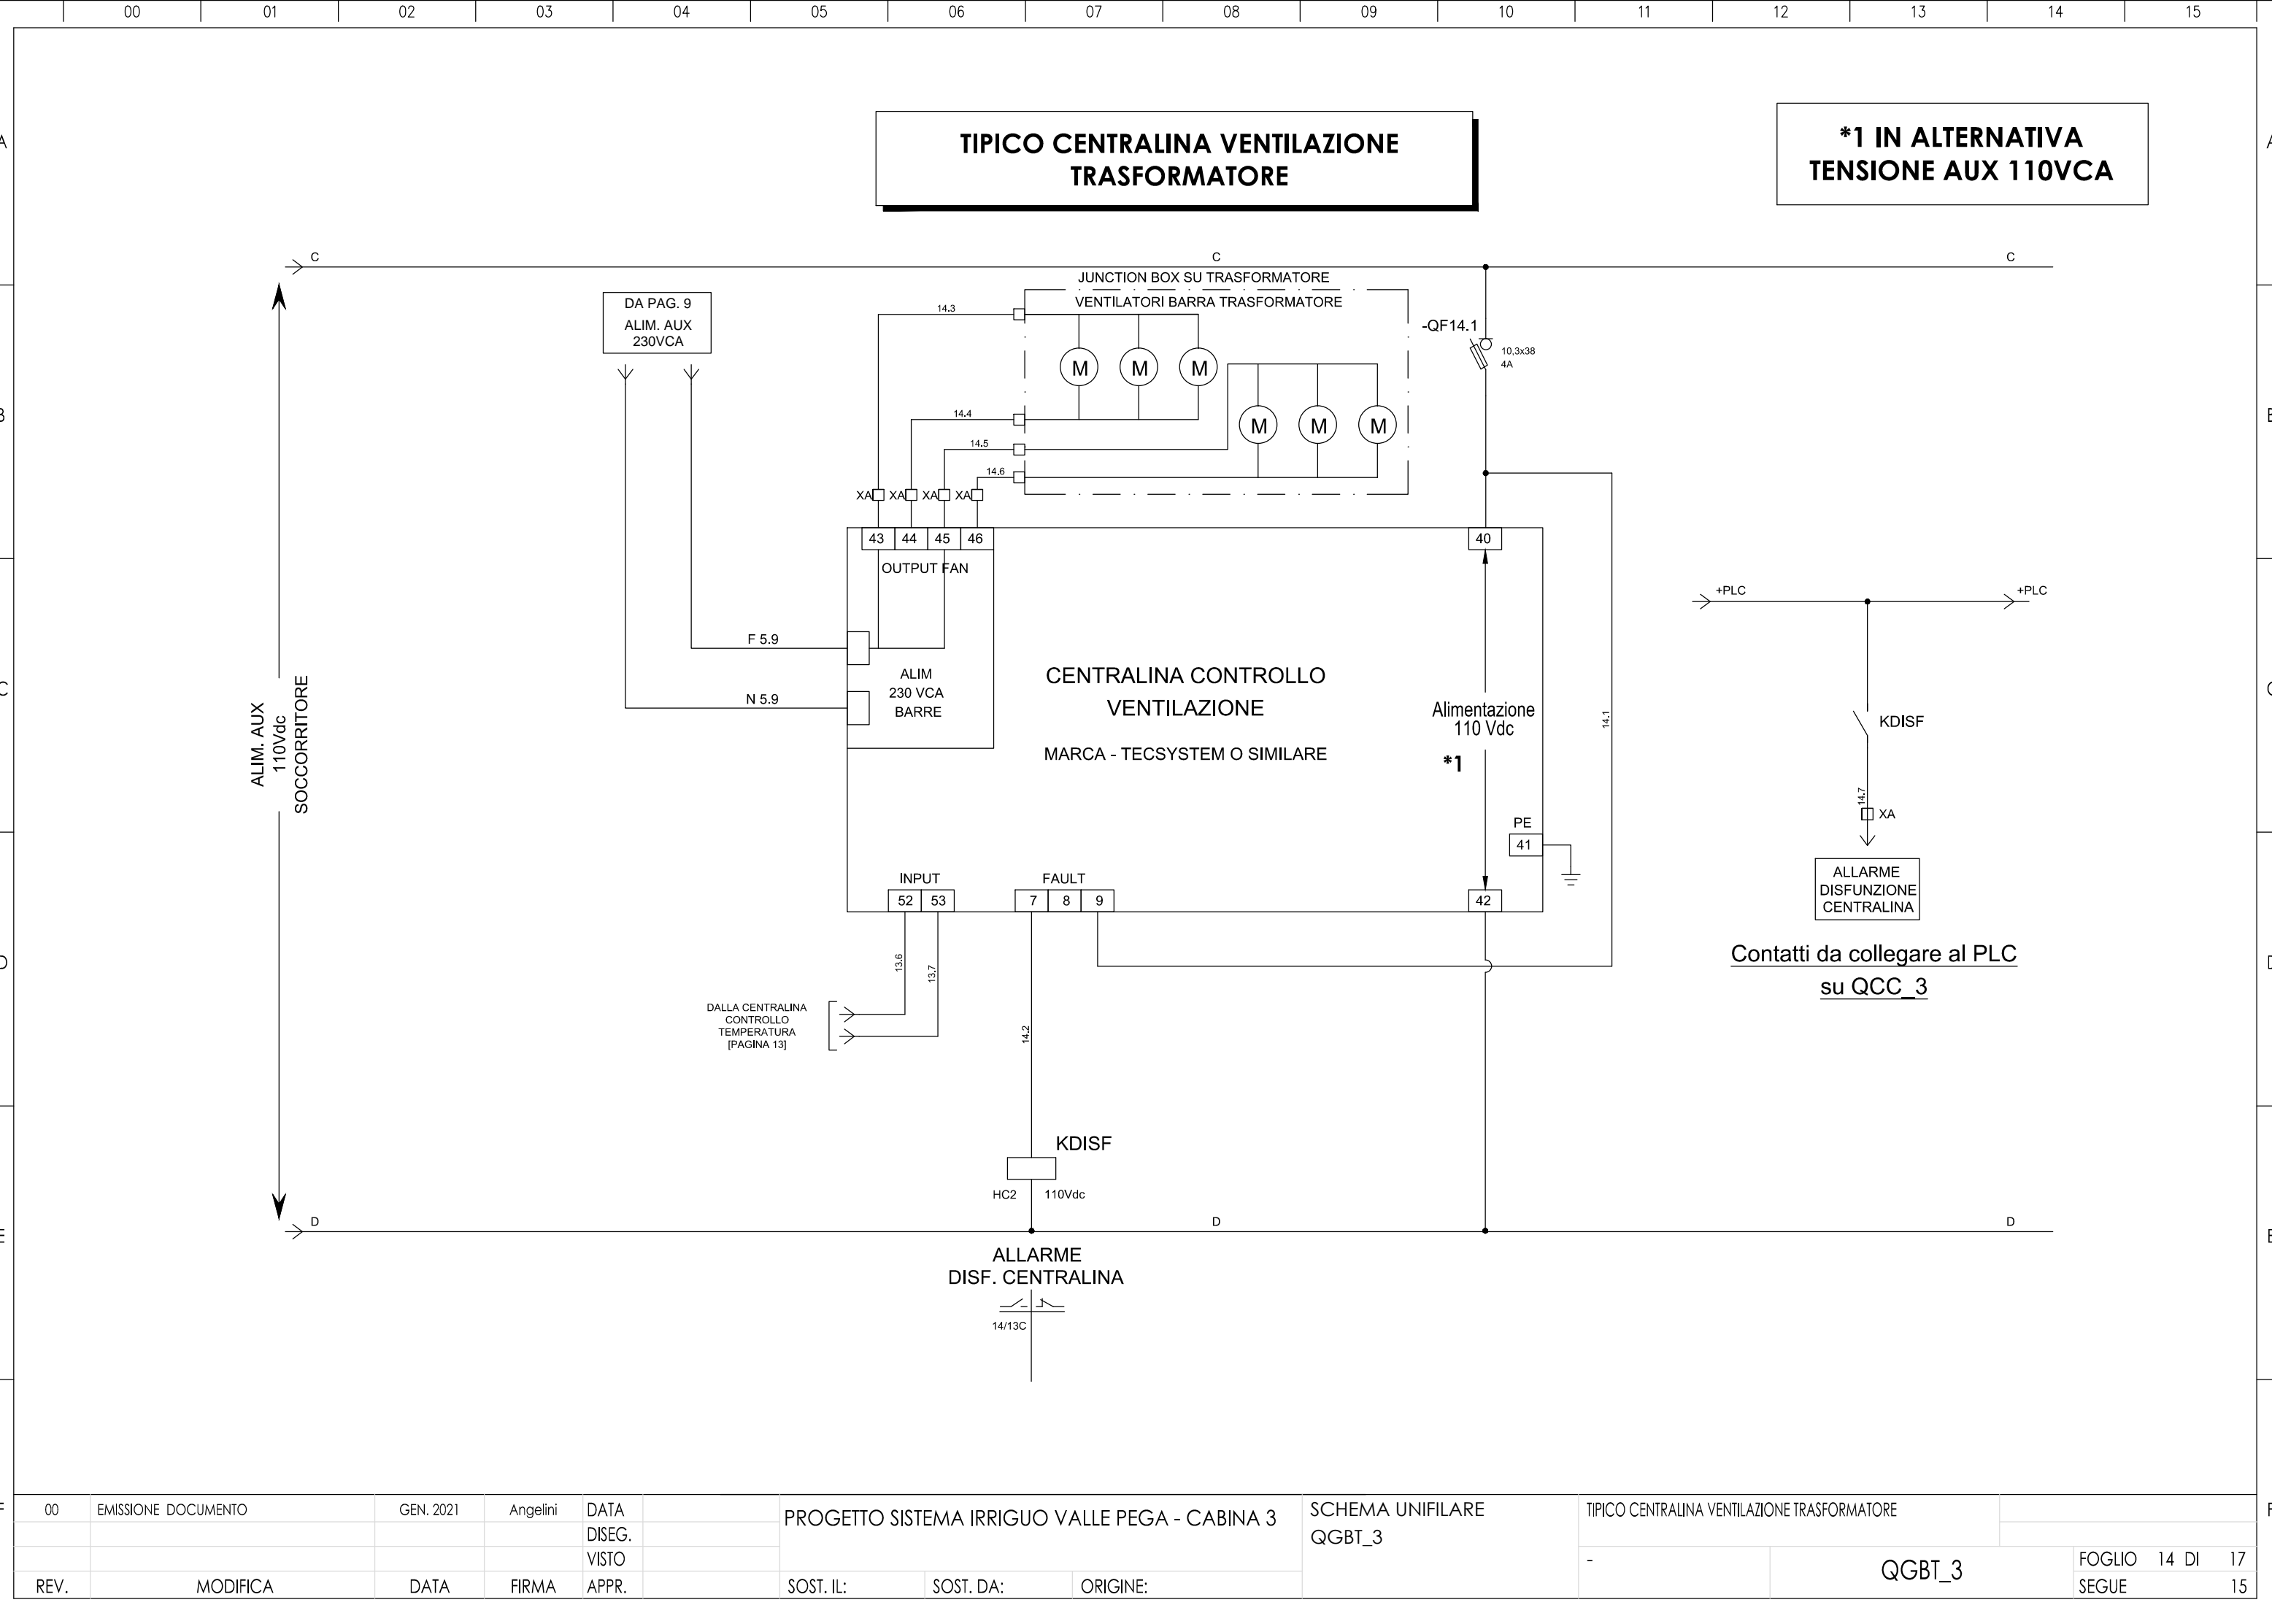 00 01 02 03 04 05 06 07 08 09 10 11 12 13 14 15
TIPICO CENTRALINA VENTILAZIONE
TRASFORMATORE
*1 IN ALTERNATIVA
TENSIONE AUX 110VCA
A
A
C
C
C
JUNCTION BOX SU TRASFORMATORE
VENTILATORI BARRA TRASFORMATORE
DA PAG. 9
ALIM. AUX
230VCA
14.3
M M M
-QF14.1
10,3x38
4A
B
14.4
M M M
14.5
14.6
XA XA XA XA
43 44 45 46
40
OUTPUT FAN
+PLC
+PLC
F 5.9
ALIM
230 VCA
BARRE
N 5.9
CENTRALINA CONTROLLO
VENTILAZIONE
MARCA - TECSYSTEM O SIMILARE
Alimentazione
110 Vdc
*1
14.1
KDISF
C
ALIM. AUX
110Vdc
SOCCORRITORE
14.7
XA
PE
41
ALLARME
DISFUNZIONE
CENTRALINA
INPUT
FAULT
52 53
7 8 9
42
Contatti da collegare al PLC
su QCC_3
D
13.6
13.7
DALLA CENTRALINA
CONTROLLO
TEMPERATURA
[PAGINA 13]
14.2
KDISF
HC2 110Vdc
D
D
D
E
ALLARME
DISF. CENTRALINA
14/13C
F
F
00 EMISSIONE DOCUMENTO GEN. 2021 Angelini DATA
DISEG.
VISTO
REV. MODIFICA DATA FIRMA APPR.
PROGETTO SISTEMA IRRIGUO VALLE PEGA - CABINA 3
SOST. IL: SOST. DA: ORIGINE:
SCHEMA UNIFILARE
QGBT_3
TIPICO CENTRALINA VENTILAZIONE TRASFORMATORE
-
QGBT_3
FOGLIO 14 DI 17
SEGUE 15